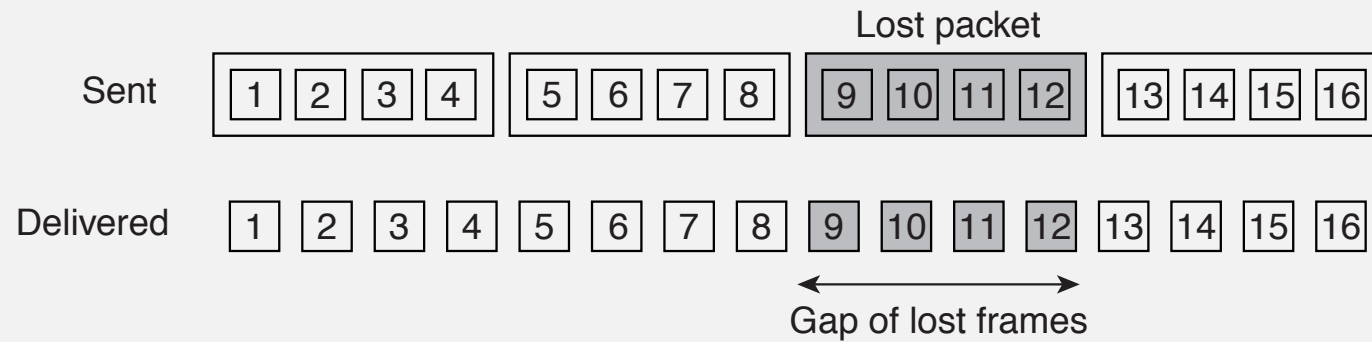 Lost packet
Sent 1 2 3 4 5 6 7 8 9 10 11 12 13 14 15 16
Delivered 1 2 3 4 5 6 7 8 9 10 11 12 13 14 15 16
Gap of lost frames